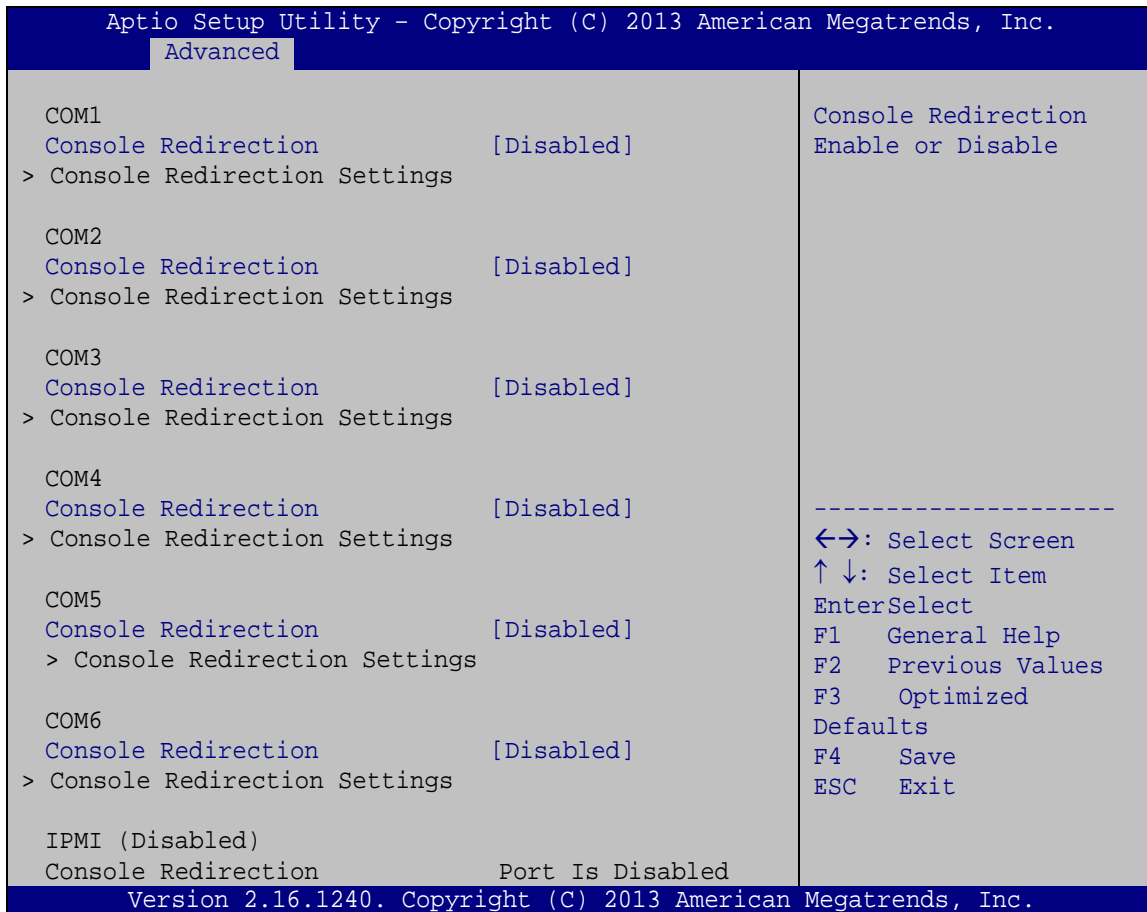 Aptio Setup Utility – Copyright (C) 2013 American Megatrends, Inc.
Advanced
COM1
Console Redirection [Disabled]
> Console Redirection Settings
COM2
Console Redirection [Disabled]
> Console Redirection Settings
COM3
Console Redirection [Disabled]
> Console Redirection Settings
COM4
Console Redirection [Disabled]
> Console Redirection Settings
COM5
Console Redirection [Disabled]
> Console Redirection Settings
COM6
Console Redirection [Disabled]
> Console Redirection Settings
IPMI (Disabled)
Console Redirection Port Is Disabled
Console Redirection
Enable or Disable
---------------------
←→: Select Screen
↑ ↓: Select Item
EnterSelect
F1 General Help
F2 Previous Values
F3 Optimized
Defaults
F4 Save
ESC Exit
Version 2.16.1240. Copyright (C) 2013 American Megatrends, Inc.